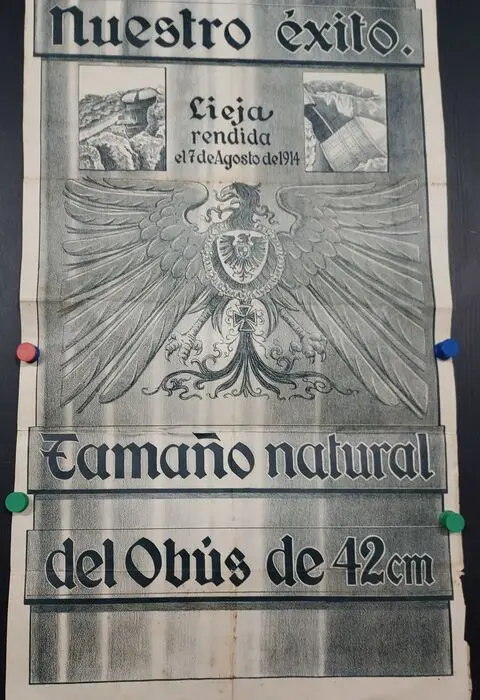 Nuestro éxito.
Lieja
rendida
el 7 de Agosto de 1914
Tamaño natural
del Obús de 42cm